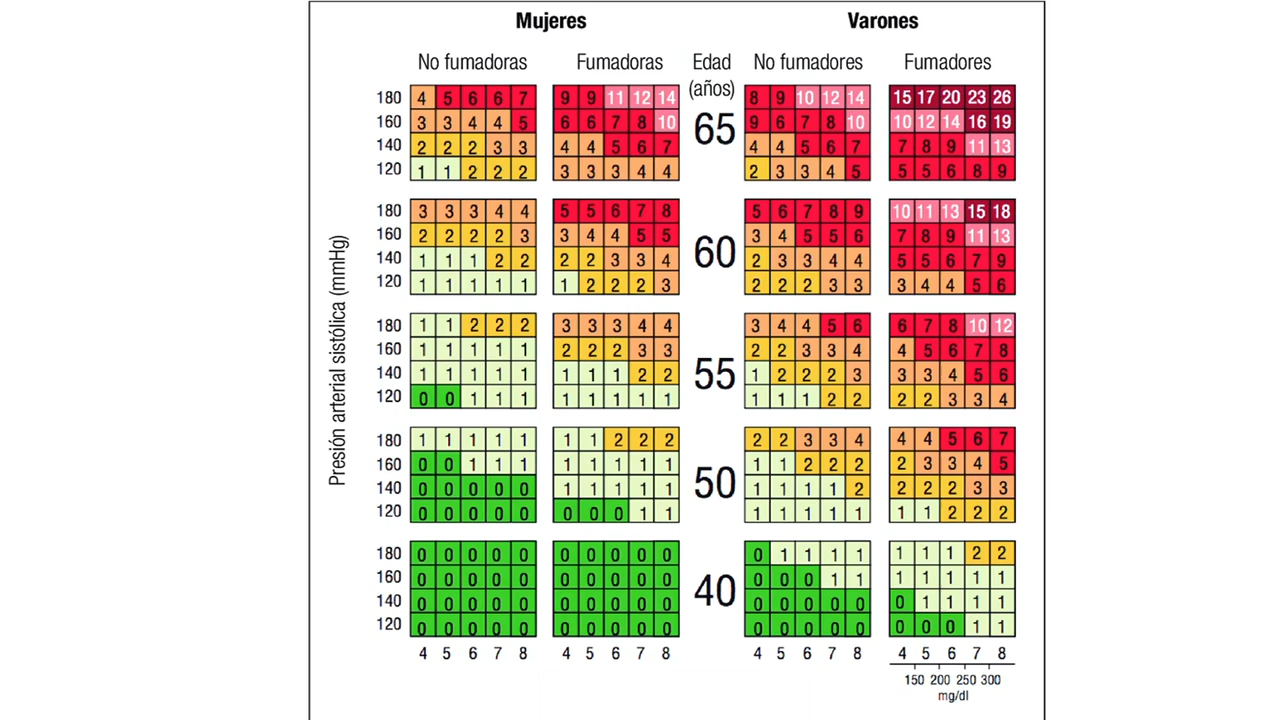 Mujeres Varones
No fumadoras Fumadoras Edad (años) No fumadores Fumadores
Presión arterial sistólica (mmHg)
65
180 4 5 6 6 7 9 9 11 12 14 8 9 10 12 14 15 17 20 23 26
160 3 3 4 4 5 6 6 7 8 10 9 6 7 8 10 10 12 14 16 19
140 2 2 2 3 3 4 4 5 6 7 4 4 5 6 7 7 8 9 11 13
120 1 1 2 2 2 3 3 3 4 4 2 3 3 4 5 5 5 6 8 9
60
180 3 3 3 4 4 5 5 6 7 8 5 6 7 8 9 10 11 13 15 18
160 2 2 2 2 3 3 4 4 5 5 3 4 5 5 6 7 8 9 11 13
140 1 1 1 2 2 2 2 3 3 4 2 3 3 4 4 5 5 6 7 9
120 1 1 1 1 1 1 2 2 2 3 2 2 2 3 3 3 4 4 5 6
55
180 1 1 2 2 2 3 3 3 4 4 3 4 4 5 6 6 7 8 10 12
160 1 1 1 1 1 2 2 2 3 3 2 2 3 3 4 4 5 6 7 8
140 1 1 1 1 1 1 1 1 2 2 1 2 2 2 3 3 3 4 5 6
120 0 0 1 1 1 1 1 1 1 1 1 1 1 2 2 2 2 3 3 4
50
180 1 1 1 1 1 1 1 2 2 2 2 2 3 3 4 4 4 5 6 7
160 0 0 1 1 1 1 1 1 1 1 1 1 2 2 2 2 3 3 4 5
140 0 0 0 0 0 1 1 1 1 1 1 1 1 1 2 2 2 2 3 3
120 0 0 0 0 0 0 0 0 1 1 1 1 1 1 1 1 1 2 2 2
40
180 0 0 0 0 0 0 0 0 0 0 0 1 1 1 1 1 1 1 2 2
160 0 0 0 0 0 0 0 0 0 0 0 0 0 1 1 1 1 1 1 1
140 0 0 0 0 0 0 0 0 0 0 0 0 0 0 0 0 1 1 1 1
120 0 0 0 0 0 0 0 0 0 0 0 0 0 0 0 0 0 0 1 1
4 5 6 7 8 4 5 6 7 8 4 5 6 7 8 4 5 6 7 8
150 200 250 300
mg/dl